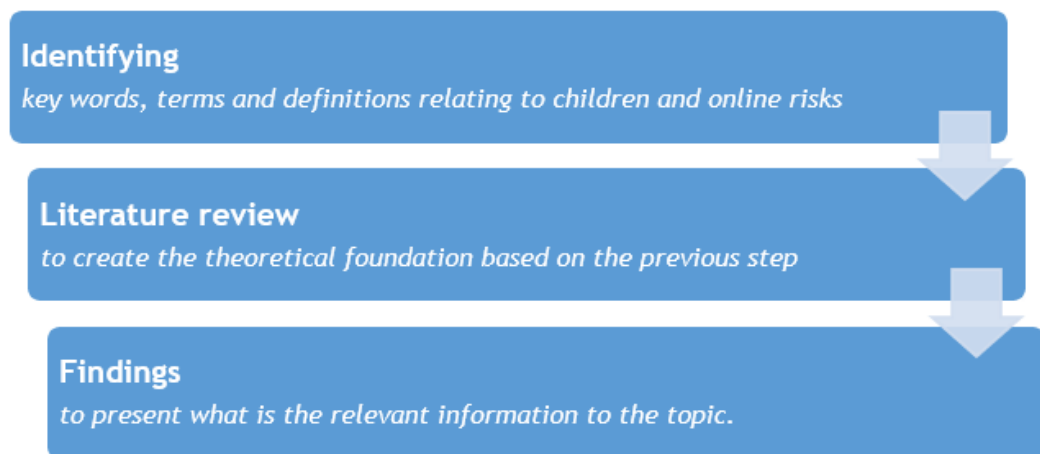 Identifying
key words, terms and definitions relating to children and online risks
Literature review
to create the theoretical foundation based on the previous step
Findings
to present what is the relevant information to the topic.